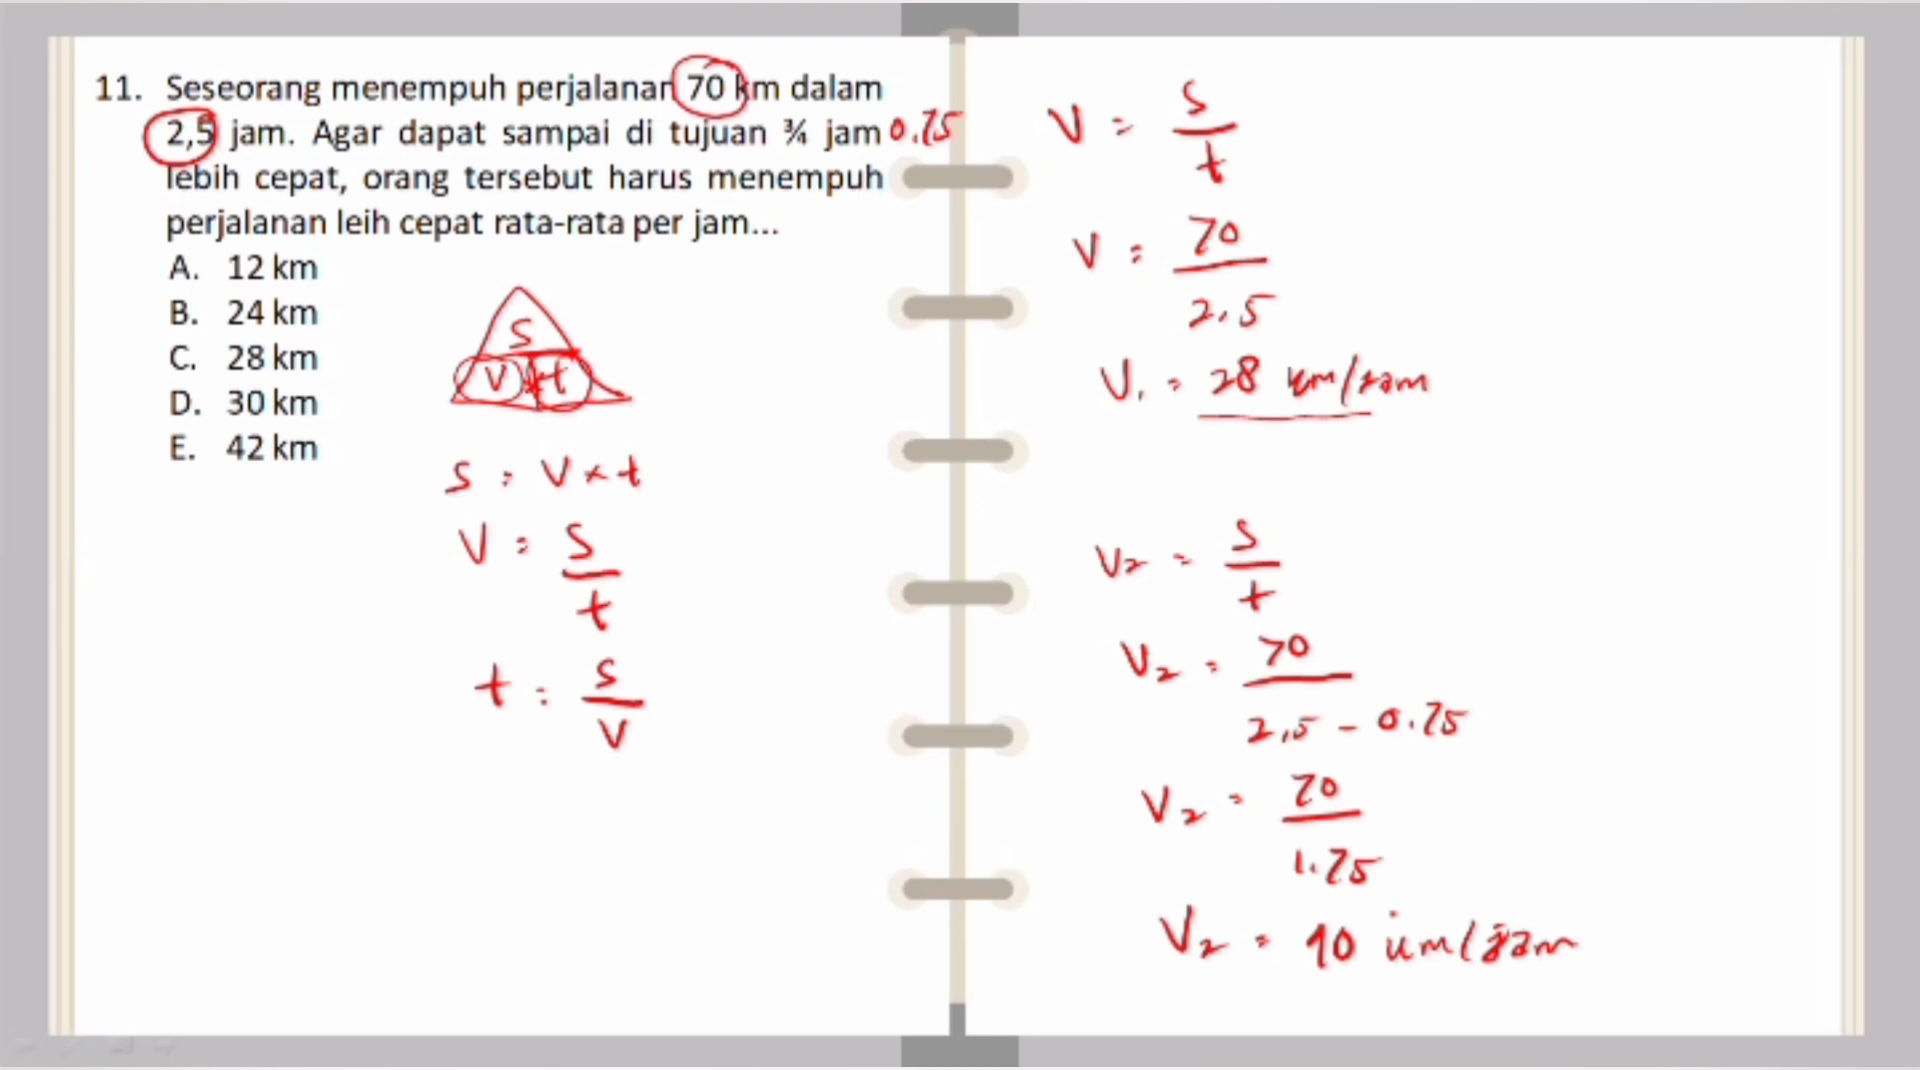 11. Seseorang menempuh perjalanan 70 km dalam
2,5 jam. Agar dapat sampai di tujuan ¾ jam 0.75
lebih cepat, orang tersebut harus menempuh
perjalanan leih cepat rata-rata per jam...
A. 12 km
B. 24 km
C. 28 km
D. 30 km
E. 42 km
S
V * t
S = V × t
V = S
t
t = S
V
V = S
t
V = 70
2.5
V₁ = 28 km/jam
V₂ = S
t
V₂ = 70
2,5 - 0.75
V₂ = 70
1.75
V₂ = 40 km/jam